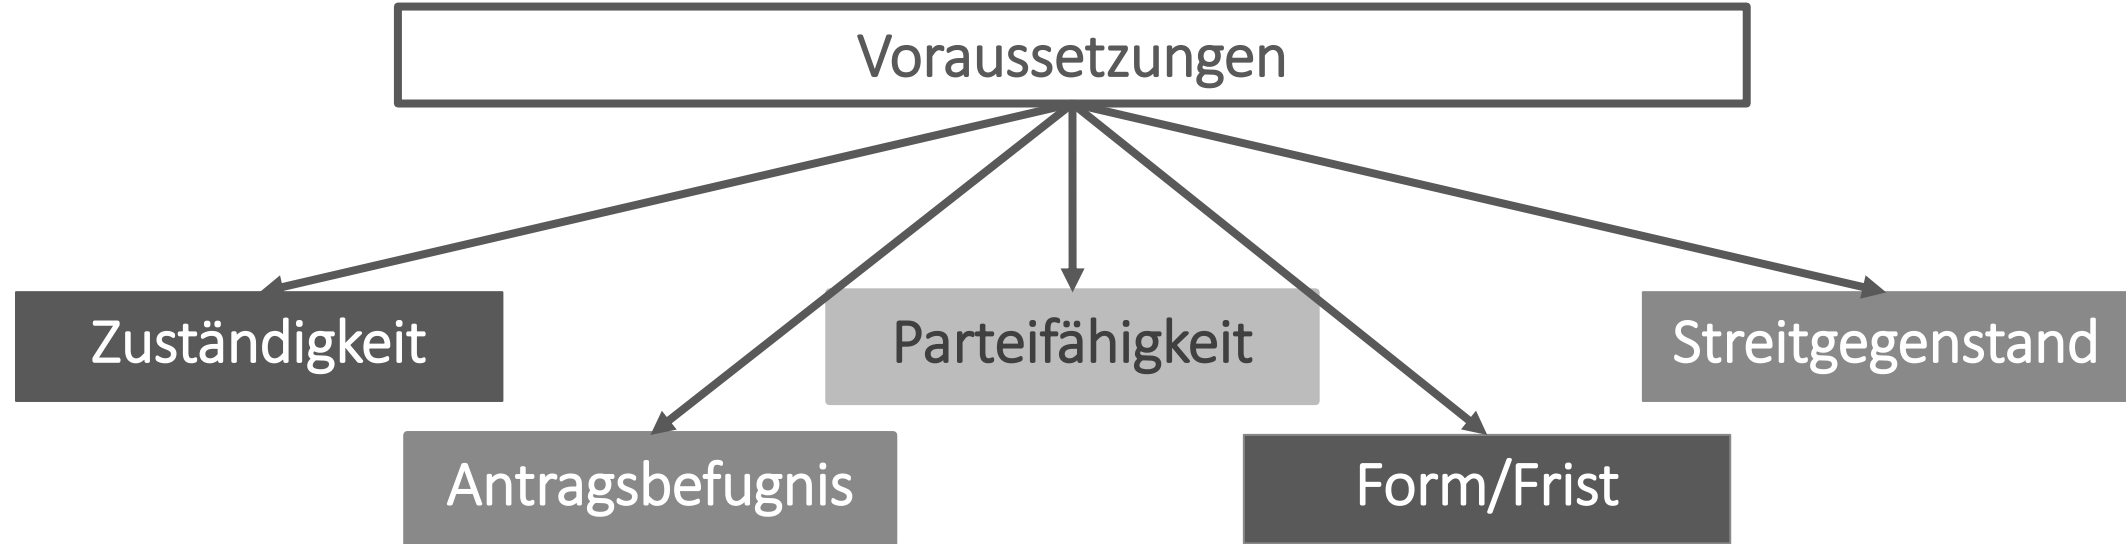 Voraussetzungen
Zuständigkeit
Parteifähigkeit
Streitgegenstand
Antragsbefugnis
Form/Frist